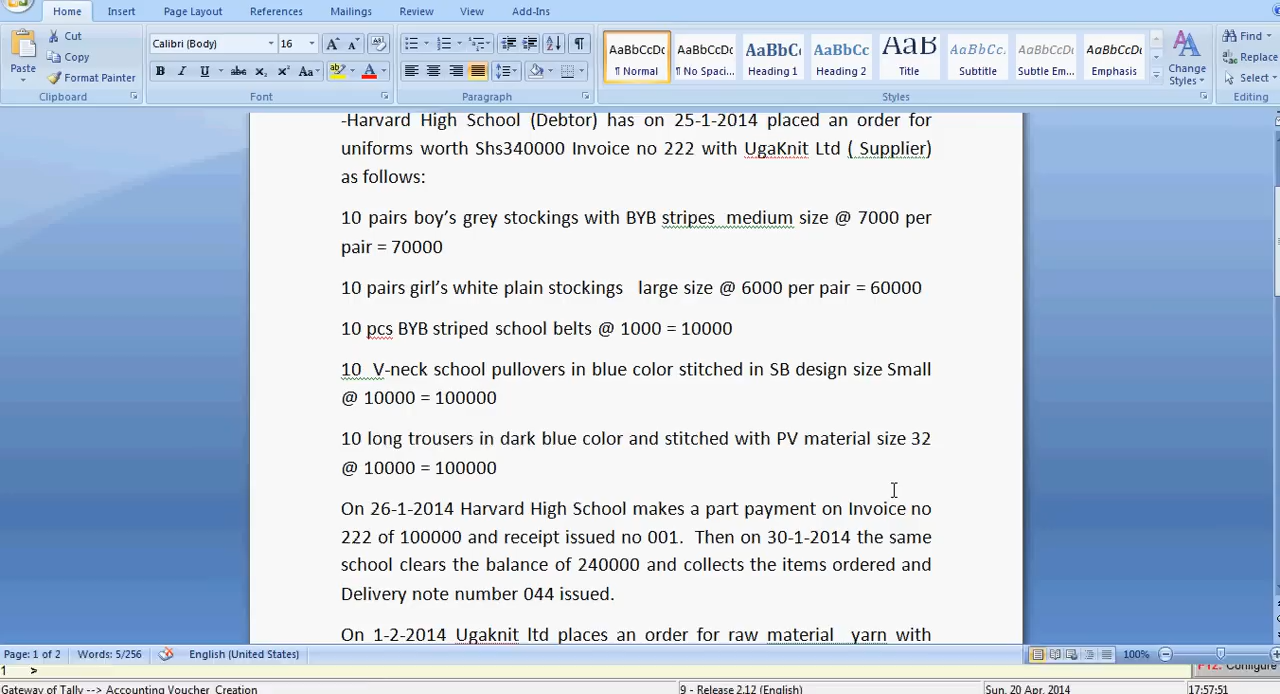 Home Insert Page Layout References Mailings Review View Add-Ins
Cut
Calibri (Body) 16
AaBbCcDc AaBbCcDc AaBbC AaBbCc AaB AaBbCc. AaBbCcDc AaBbCcDc
Find
Copy
Replace
Paste
Format Painter
¶ Normal ¶ No Spaci... Heading 1 Heading 2 Title Subtitle Subtle Em... Emphasis
Change Styles
Select
Clipboard Font Paragraph Styles Editing
-Harvard High School (Debtor) has on 25-1-2014 placed an order for
uniforms worth Shs340000 Invoice no 222 with UgaKnit Ltd ( Supplier)
as follows:
10 pairs boy's grey stockings with BYB stripes medium size @ 7000 per
pair = 70000
10 pairs girl's white plain stockings large size @ 6000 per pair = 60000
10 pcs BYB striped school belts @ 1000 = 10000
10 V-neck school pullovers in blue color stitched in SB design size Small
@ 10000 = 100000
10 long trousers in dark blue color and stitched with PV material size 32
@ 10000 = 100000
On 26-1-2014 Harvard High School makes a part payment on Invoice no
222 of 100000 and receipt issued no 001. Then on 30-1-2014 the same
school clears the balance of 240000 and collects the items ordered and
Delivery note number 044 issued.
On 1-2-2014 Ugaknit ltd places an order for raw material yarn with
Page: 1 of 2 Words: 5/256 English (United States) 100%
1 > F12: Configure
Gateway of Tally --> Accounting Voucher Creation 9 - Release 2.12 (English) Sun, 20 Apr, 2014 17:57:51